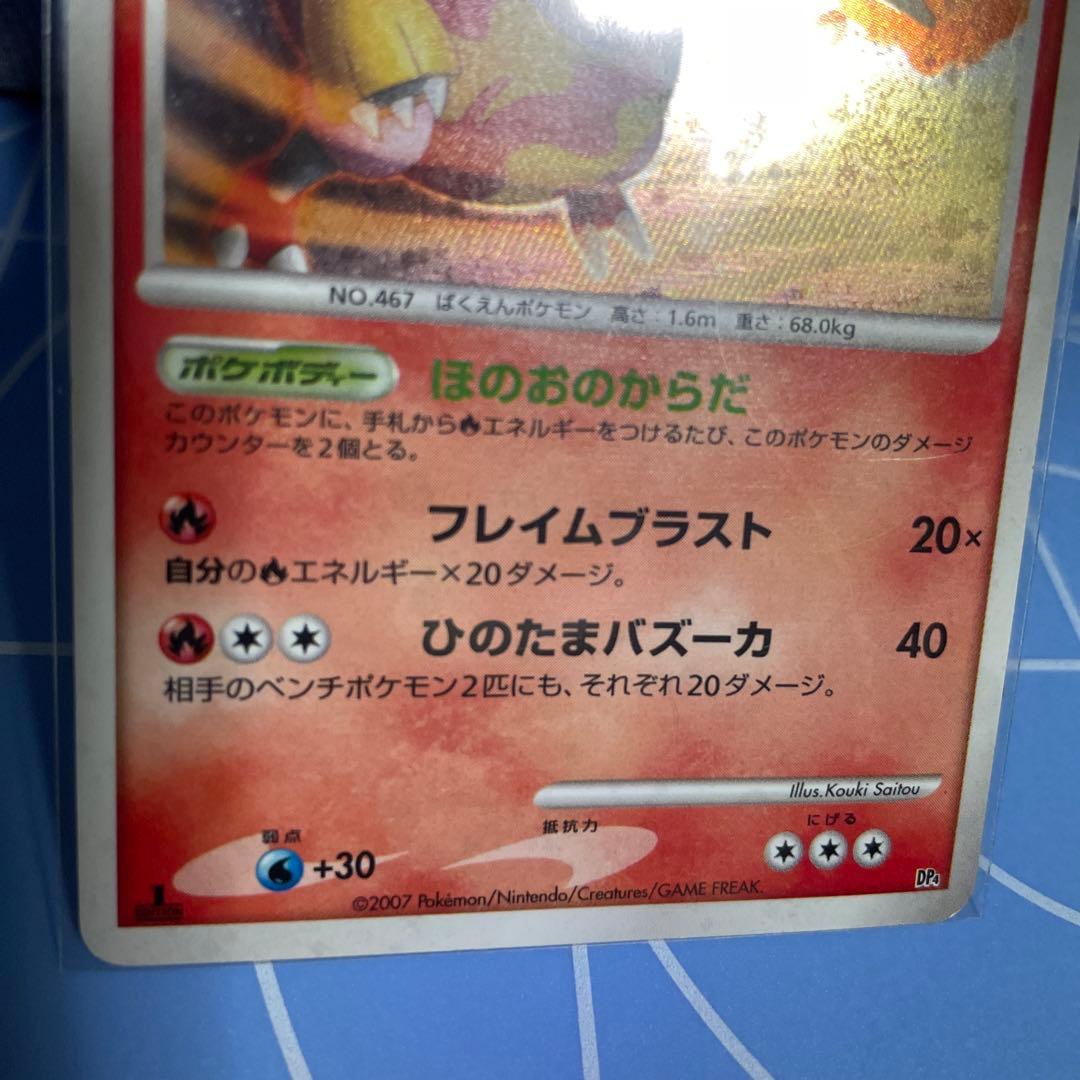 NO.467 ばくえんポケモン 高さ：1.6m 重さ：68.0kg
ポケボディー ほのおのからだ
このポケモンに、手札からエネルギーをつけるたび、このポケモンのダメージ
カウンターを2個とる。
フレイムブラスト 20×
自分のエネルギー×20ダメージ。
ひのたまバズーカ 40
相手のベンチポケモン2匹にも、それぞれ20ダメージ。
Illus.Kouki Saitou
弱点 抵抗力 にげる
+30
©2007 Pokémon/Nintendo/Creatures/GAME FREAK.
1 EDITION
DP4